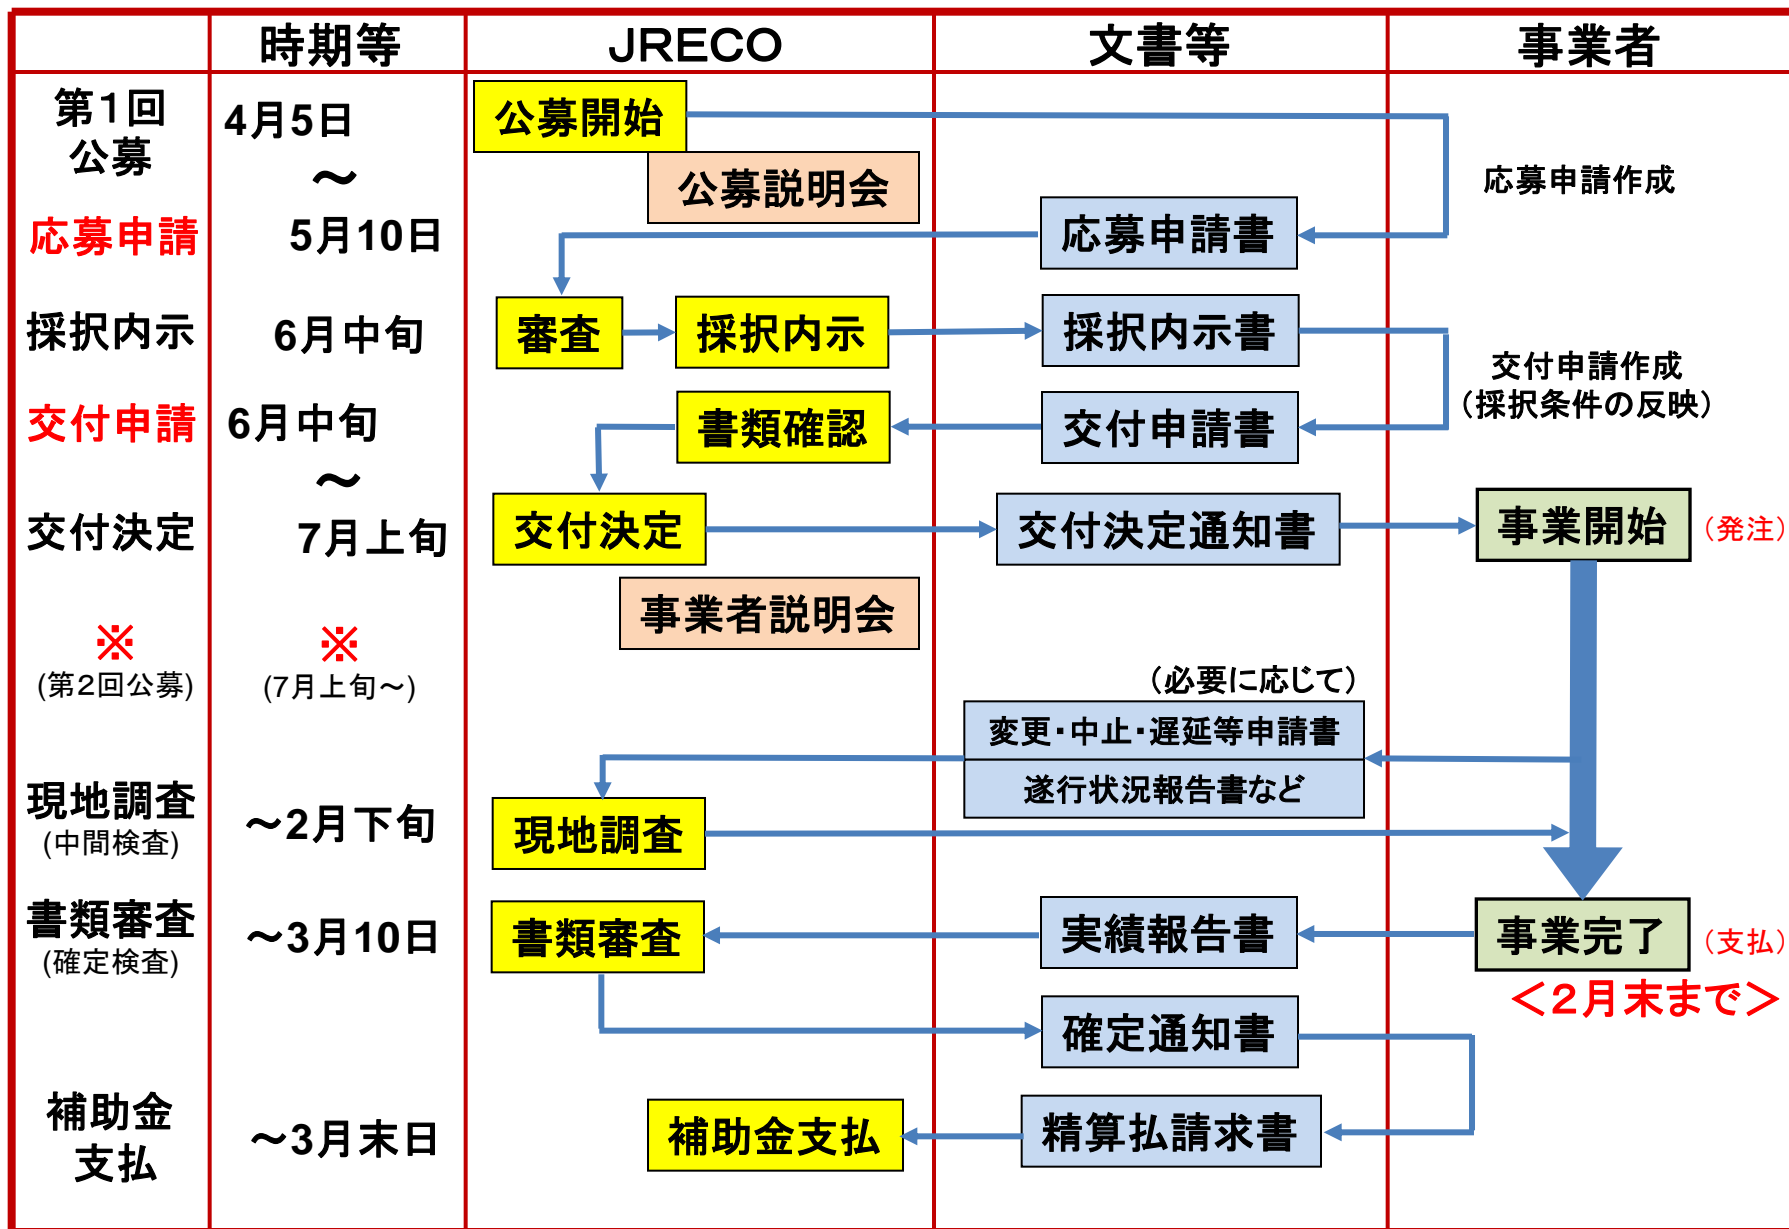 時期等
JRECO
文書等
事業者
第1回
公募
4月5日
～
公募開始
公募説明会
応募申請作成
応募申請
5月10日
応募申請書
採択内示
6月中旬
審査
採択内示
採択内示書
交付申請作成
（採択条件の反映）
交付申請
6月中旬
～
書類確認
交付申請書
交付決定
7月上旬
交付決定
交付決定通知書
事業開始
（発注）
事業者説明会
※
(第2回公募)
※
(7月上旬～)
（必要に応じて）
変更・中止・遅延等申請書
遂行状況報告書など
現地調査
(中間検査)
～2月下旬
現地調査
書類審査
(確定検査)
～3月10日
書類審査
実績報告書
事業完了
（支払）
＜2月末まで＞
確定通知書
補助金
支払
～3月末日
補助金支払
精算払請求書